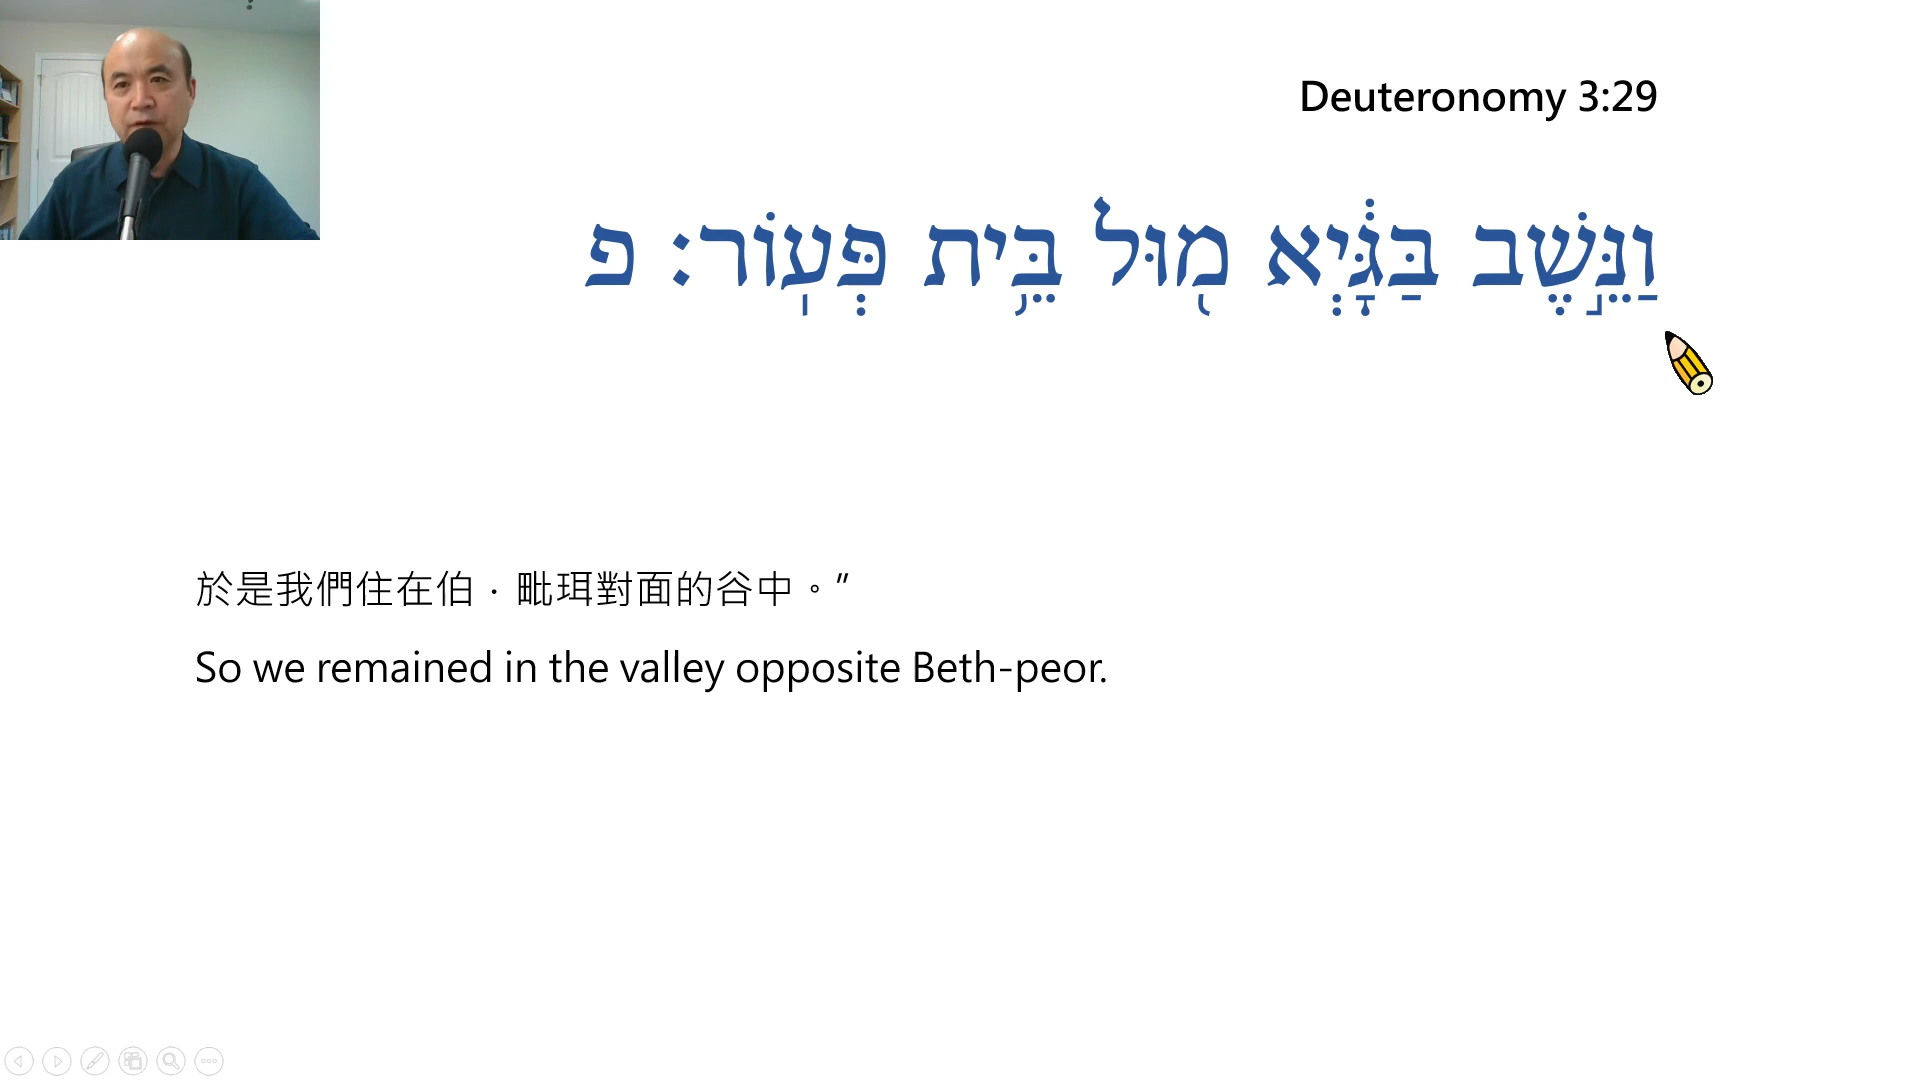 Deuteronomy 3:29
וַנֵּ֣שֶׁב בַּגָּ֔יְא מ֖וּל בֵּ֥ית פְּעֽוֹר׃ פ
於是我們住在伯．毗珥對面的谷中。”
So we remained in the valley opposite Beth-peor.